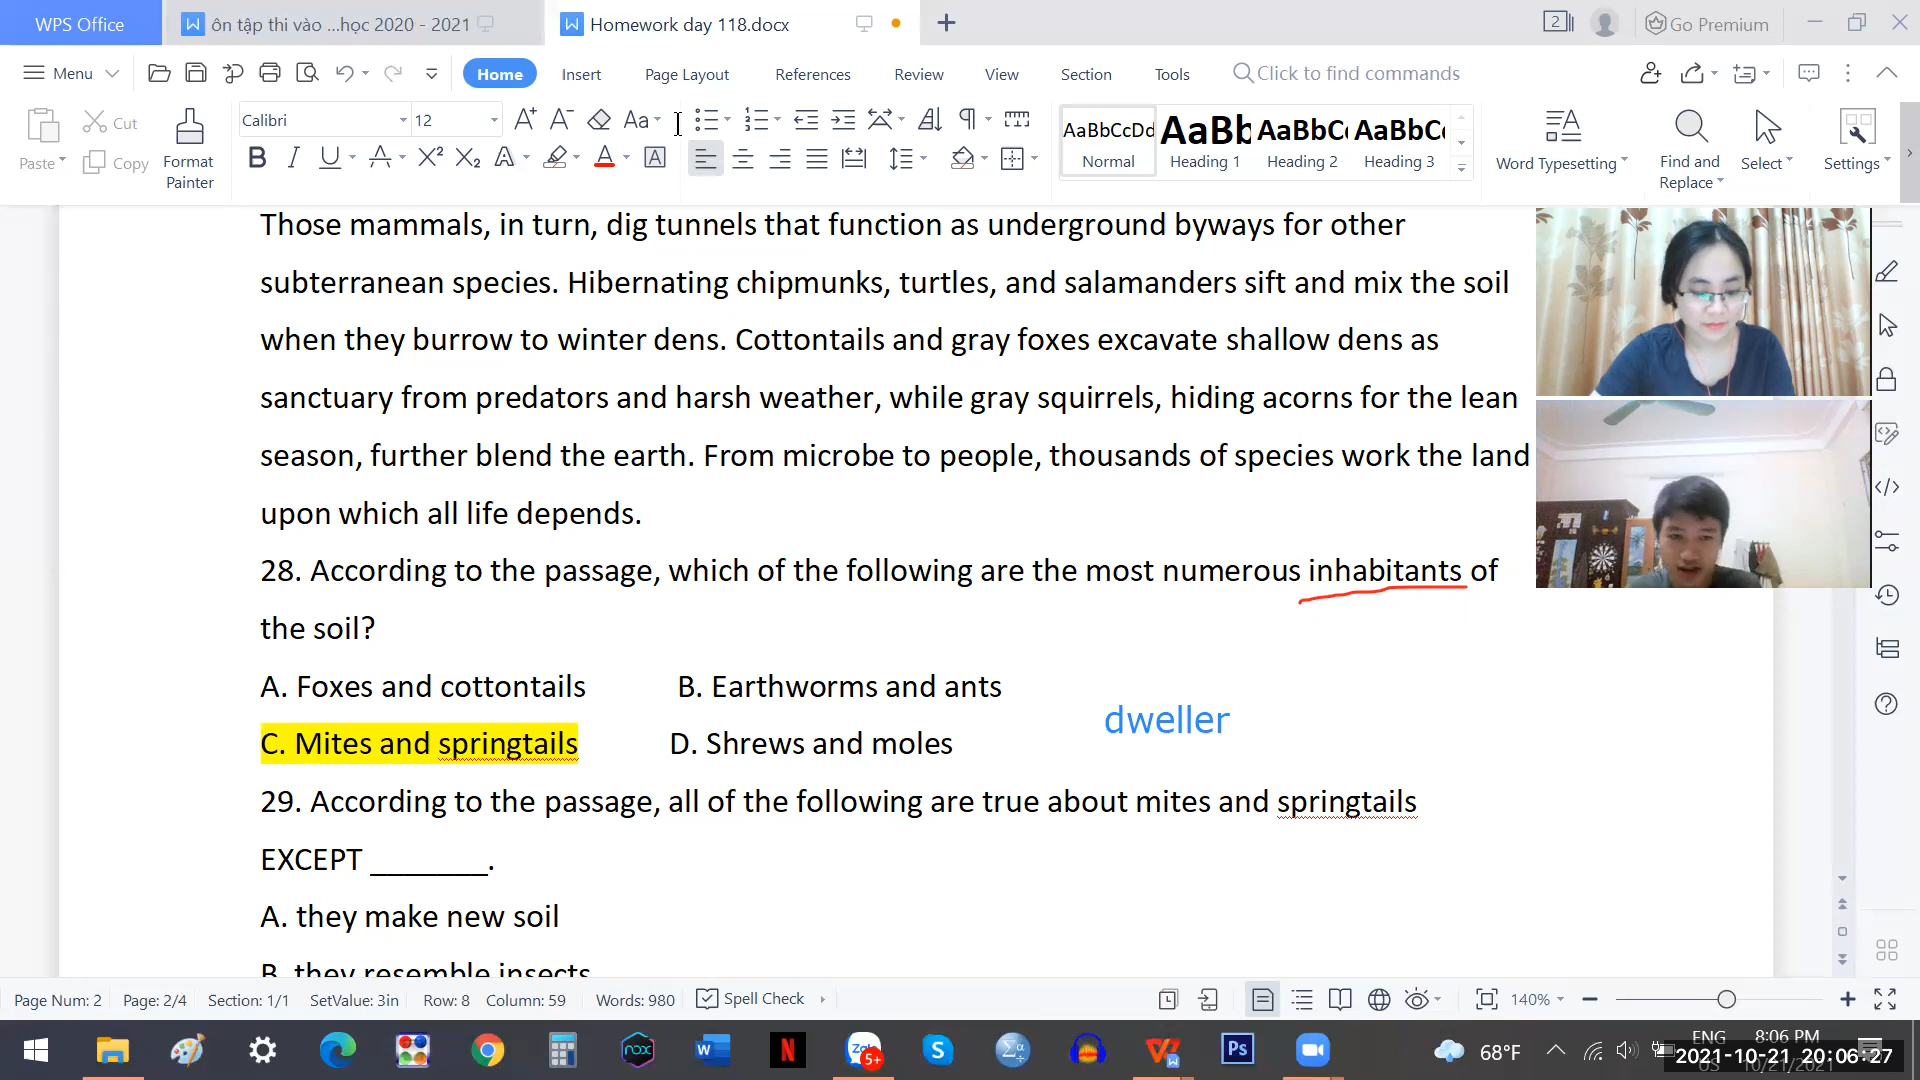 WPS Office
ôn tập thi vào ...học 2020 - 2021
Homework day 118.docx
2
Go Premium
Menu
Home
Insert
Page Layout
References
Review
View
Section
Tools
Click to find commands
Paste
Cut
Copy
Format
Painter
Calibri
12
AaBbCcDd
Normal
AaBb
Heading 1
AaBbC
Heading 2
AaBbC
Heading 3
Word Typesetting
Find and
Replace
Select
Settings
Those mammals, in turn, dig tunnels that function as underground byways for other
subterranean species. Hibernating chipmunks, turtles, and salamanders sift and mix the soil
when they burrow to winter dens. Cottontails and gray foxes excavate shallow dens as
sanctuary from predators and harsh weather, while gray squirrels, hiding acorns for the lean
season, further blend the earth. From microbe to people, thousands of species work the land
upon which all life depends.
28. According to the passage, which of the following are the most numerous inhabitants of
the soil?
A. Foxes and cottontails B. Earthworms and ants
dweller
C. Mites and springtails D. Shrews and moles
29. According to the passage, all of the following are true about mites and springtails
EXCEPT _______.
A. they make new soil
B. they resemble insects
Page Num: 2 Page: 2/4 Section: 1/1 SetValue: 3in Row: 8 Column: 59 Words: 980 Spell Check
140%
68°F
ENG
8:06 PM
2021-10-21 20:06:27